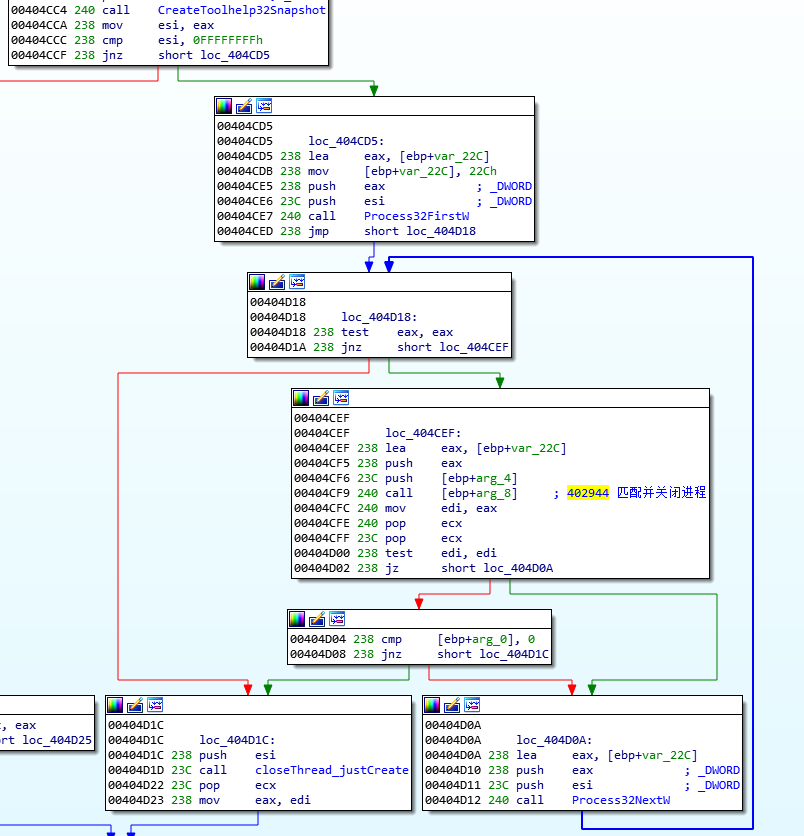 00404CC4 240 call CreateToolhelp32Snapshot
00404CCA 238 mov esi, eax
00404CCC 238 cmp esi, 0FFFFFFFFh
00404CCF 238 jnz short loc_404CD5
00404CD5
00404CD5 loc_404CD5:
00404CD5 238 lea eax, [ebp+var_22C]
00404CDB 238 mov [ebp+var_22C], 22Ch
00404CE5 238 push eax ; _DWORD
00404CE6 23C push esi ; _DWORD
00404CE7 240 call Process32FirstW
00404CED 238 jmp short loc_404D18
00404D18
00404D18 loc_404D18:
00404D18 238 test eax, eax
00404D1A 238 jnz short loc_404CEF
00404CEF
00404CEF loc_404CEF:
00404CEF 238 lea eax, [ebp+var_22C]
00404CF5 238 push eax
00404CF6 23C push [ebp+arg_4]
00404CF9 240 call [ebp+arg_8] ; 402944 匹配并关闭进程
00404CFC 240 mov edi, eax
00404CFE 240 pop ecx
00404CFF 23C pop ecx
00404D00 238 test edi, edi
00404D02 238 jz short loc_404D0A
00404D04 238 cmp [ebp+arg_0], 0
00404D08 238 jnz short loc_404D1C
, eax
rt loc_404D25
00404D1C
00404D1C loc_404D1C:
00404D1C 238 push esi
00404D1D 23C call closeThread_justCreate
00404D22 23C pop ecx
00404D23 238 mov eax, edi
00404D0A
00404D0A loc_404D0A:
00404D0A 238 lea eax, [ebp+var_22C]
00404D10 238 push eax ; _DWORD
00404D11 23C push esi ; _DWORD
00404D12 240 call Process32NextW